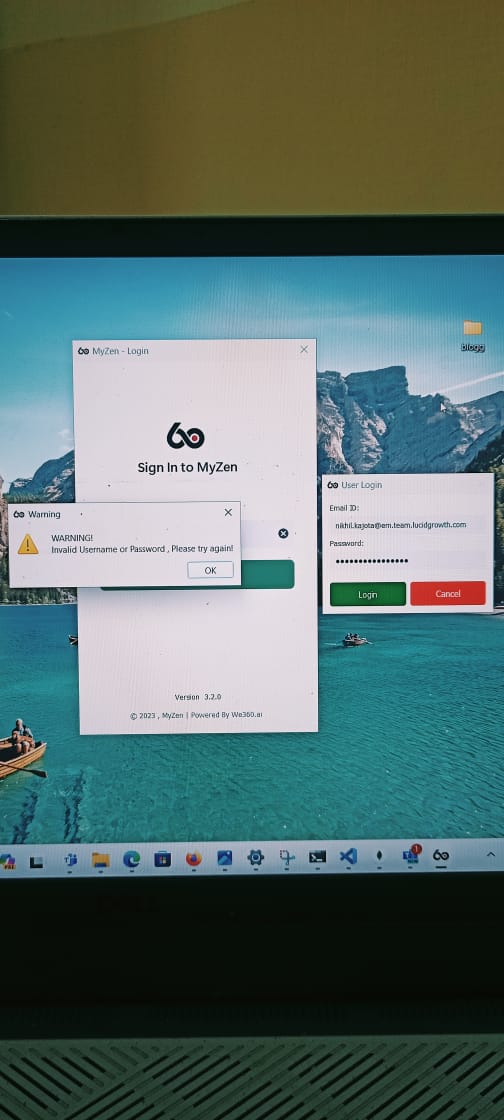 blogg
MyZen - Login
Sign In to MyZen
Warning
WARNING!
Invalid Username or Password , Please try again!
OK
User Login
Email ID:
nikhil.kajota@em.team.lucidgrowth.com
Password:
Login
Cancel
Version 3.2.0
© 2023 , MyZen | Powered By We360.ai
1
DELL